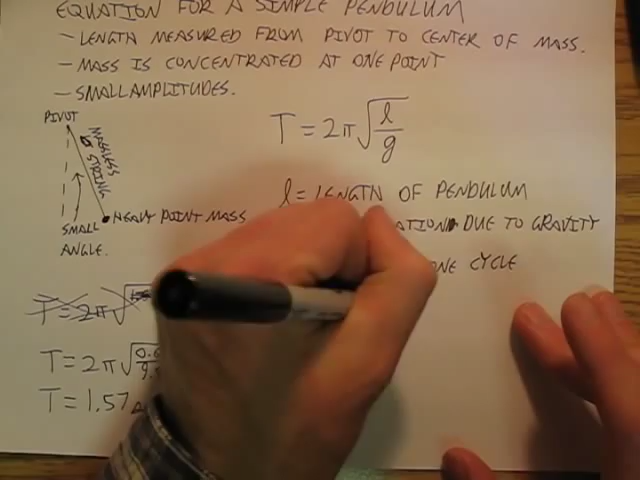 EQUATION FOR A SIMPLE PENDULUM
- LENGTH MEASURED FROM PIVOT TO CENTER OF MASS.
- MASS IS CONCENTRATED AT ONE POINT
- SMALL AMPLITUDES.
PIVOT
MASSLESS
STRING
T = 2π√(l/g)
l = LENGTH OF PENDULUM
HEAVY POINT MASS
DUE TO GRAVITY
SMALL
ANGLE.
CYCLE
T = 2π√
T = 2π√
T = 1.57